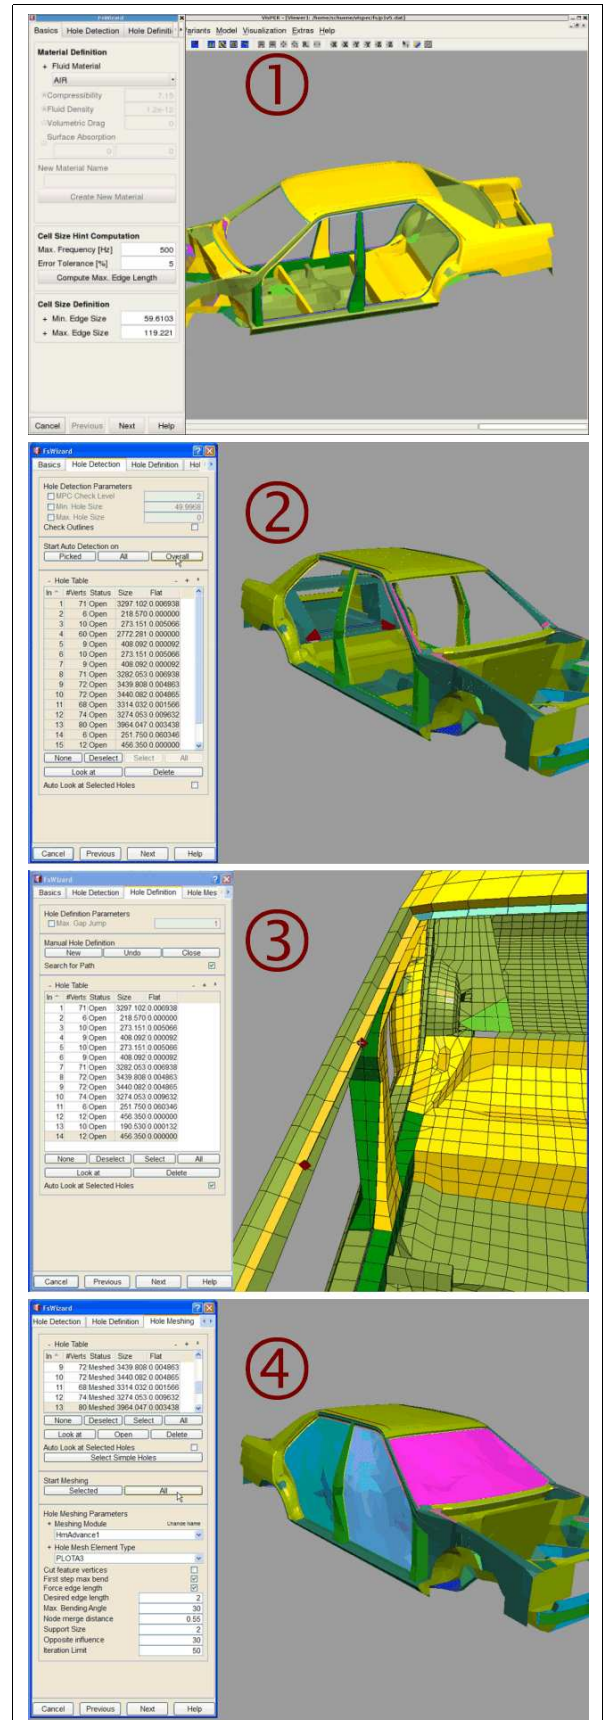 FsWizard
VisPER - [Viewer1:
Basics Hole Detection Hole Definiti
Variants Model Visualization Extras Help
Material Definition
+ Fluid Material
AIR
Compressibility 7.15
Fluid Density 1.2e-12
Volumetric Drag 0
Surface Absorption
0 0
New Material Name
Create New Material
Cell Size Hint Computation
Max. Frequency [Hz] 500
Error Tolerance [%] 5
Compute Max. Edge Length
Cell Size Definition
+ Min. Edge Size 59.6103
+ Max. Edge Size 119.221
Cancel Previous Next Help
1
FsWizard
Basics Hole Detection Hole Definition Hol
Hole Detection Parameters
MPC Check Level 2
Min. Hole Size 49.9968
Max. Hole Size 0
Check Outlines
Start Auto Detection on
Picked All Overall
- Hole Table - + *
In ^ #Verts Status Size Flat
1 71 Open 3297.102 0.006938
2 6 Open 218.570 0.000000
3 10 Open 273.151 0.005066
4 60 Open 2772.281 0.000000
5 9 Open 408.092 0.000092
6 10 Open 273.151 0.005066
7 9 Open 408.092 0.000092
8 71 Open 3282.053 0.006938
9 72 Open 3439.808 0.004863
10 72 Open 3440.082 0.004865
11 68 Open 3314.032 0.001566
12 74 Open 3274.053 0.009632
13 80 Open 3964.047 0.003438
14 6 Open 251.750 0.060346
15 12 Open 456.350 0.000000
None Deselect Select All
Look at Delete
Auto Look at Selected Holes
Cancel Previous Next Help
2
FsWizard
Basics Hole Detection Hole Definition Hole Mes
Hole Definition Parameters
Max. Gap Jump 1
Manual Hole Definition
New Undo Close
Search for Path
- Hole Table - + *
In ^ #Verts Status Size Flat
1 71 Open 3297.102 0.006938
2 6 Open 218.570 0.000000
3 10 Open 273.151 0.005066
4 9 Open 408.092 0.000092
5 10 Open 273.151 0.005066
6 9 Open 408.092 0.000092
7 71 Open 3282.053 0.006938
8 72 Open 3439.808 0.004863
9 72 Open 3440.082 0.004865
10 74 Open 3274.053 0.009632
11 6 Open 251.750 0.060346
12 12 Open 456.350 0.000000
13 10 Open 190.530 0.000132
14 12 Open 456.350 0.000000
None Deselect Select All
Look at Delete
Auto Look at Selected Holes
Cancel Previous Next Help
3
FsWizard
Hole Detection Hole Definition Hole Meshing
- Hole Table - + *
In ^ #Verts Status Size Flat
9 72 Meshed 3439.808 0.004863
10 72 Meshed 3440.082 0.004865
11 68 Meshed 3314.032 0.001566
12 74 Meshed 3274.053 0.009632
13 80 Meshed 3964.047 0.003438
None Deselect Select All
Look at Open Delete
Auto Look at Selected Holes
Select Simple Holes
Start Meshing
Selected All
Hole Meshing Parameters
+ Meshing Module Change Name
HmAdvance1
+ Hole Mesh Element Type
PLOTA3
Cut feature vertices
First step max bend
Force edge length
Desired edge length 2
Max. Bending Angle 30
Node merge distance 0.55
Support Size 2
Opposite influence 30
Iteration Limit 50
Cancel Previous Next Help
4